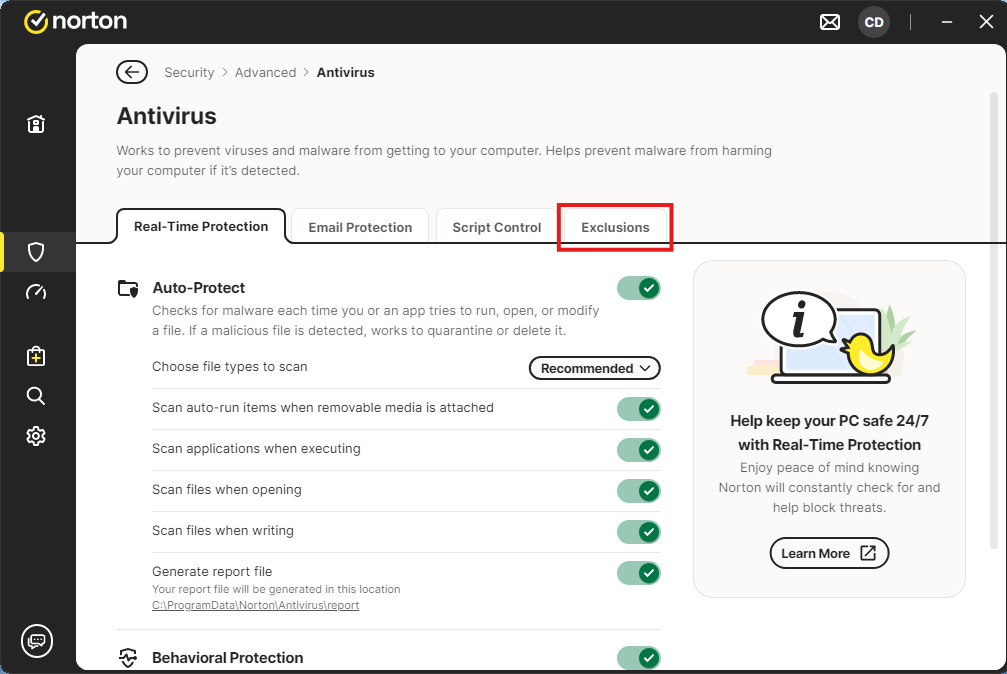 norton
CD
Security > Advanced > Antivirus
Antivirus
Works to prevent viruses and malware from getting to your computer. Helps prevent malware from harming
your computer if it's detected.
Real-Time Protection
Email Protection
Script Control
Exclusions
Auto-Protect
Checks for malware each time you or an app tries to run, open, or modify
a file. If a malicious file is detected, works to quarantine or delete it.
Choose file types to scan
Recommended
Scan auto-run items when removable media is attached
Scan applications when executing
Scan files when opening
Scan files when writing
Generate report file
Your report file will be generated in this location
C:\ProgramData\Norton\Antivirus\report
Behavioral Protection
i
Help keep your PC safe 24/7
with Real-Time Protection
Enjoy peace of mind knowing
Norton will constantly check for and
help block threats.
Learn More